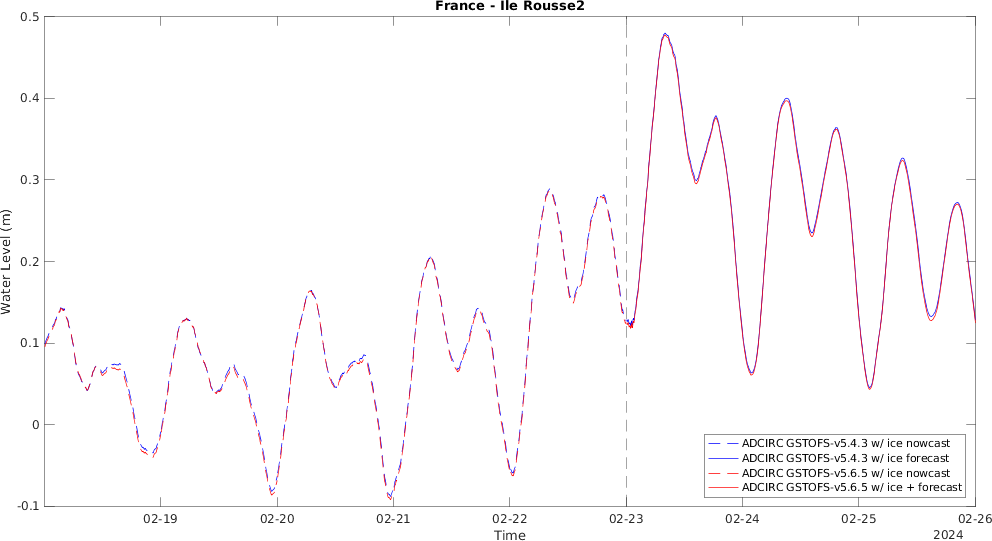 France - Ile Rousse2
Water Level (m)
0.5
0.4
0.3
0.2
0.1
0
-0.1
ADCIRC GSTOFS-v5.4.3 w/ ice nowcast
ADCIRC GSTOFS-v5.4.3 w/ ice forecast
ADCIRC GSTOFS-v5.6.5 w/ ice nowcast
ADCIRC GSTOFS-v5.6.5 w/ ice + forecast
02-19 02-20 02-21 02-22 02-23 02-24 02-25 02-26
Time
2024